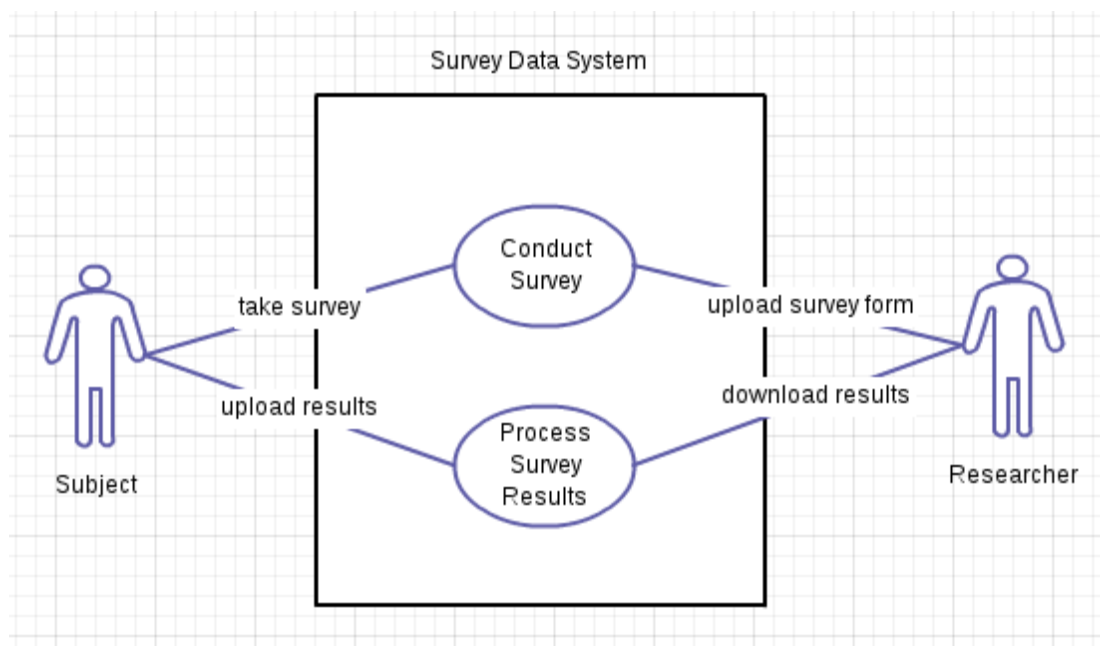 Survey Data System
Conduct
Survey
take survey
upload survey form
upload results
download results
Process
Survey
Results
Subject
Researcher